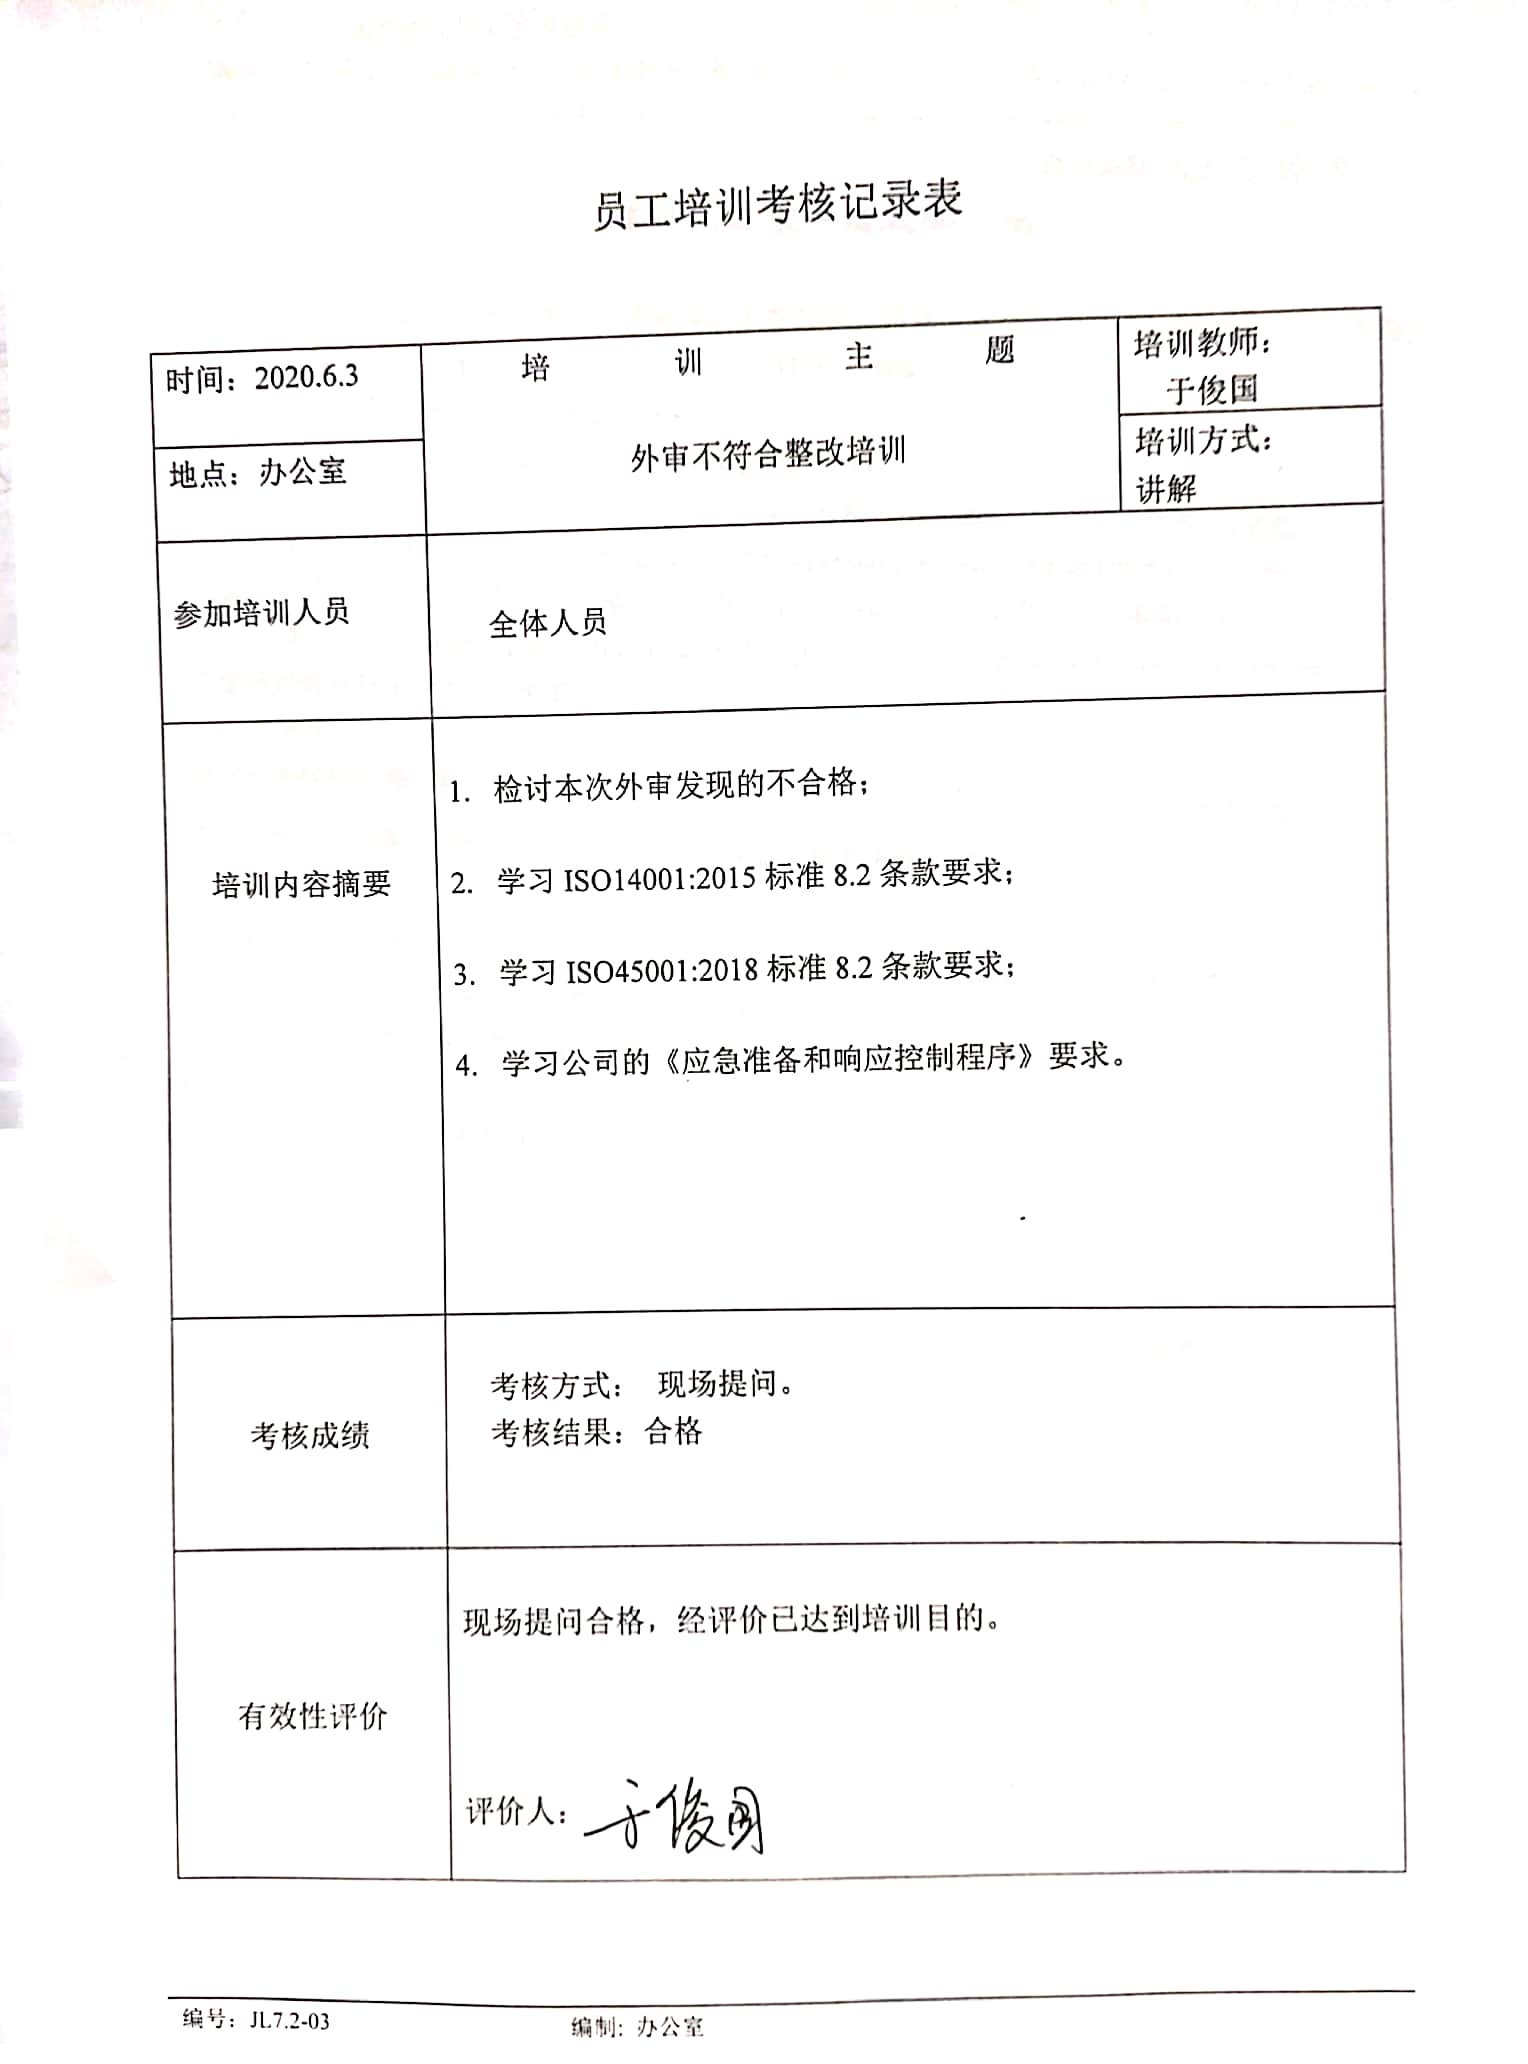 员工培训考核记录表
时间：2020.6.3
培 训 主 题
培训教师：
于俊国
地点：办公室
外审不符合整改培训
培训方式：
讲解
参加培训人员
全体人员
培训内容摘要
1. 检讨本次外审发现的不合格；
2. 学习 ISO14001:2015 标准 8.2 条款要求；
3. 学习 ISO45001:2018 标准 8.2 条款要求；
4. 学习公司的《应急准备和响应控制程序》要求。
考核成绩
考核方式： 现场提问。
考核结果：合格
有效性评价
现场提问合格，经评价已达到培训目的。
评价人：于俊国
编号：JL7.2-03
编制: 办公室